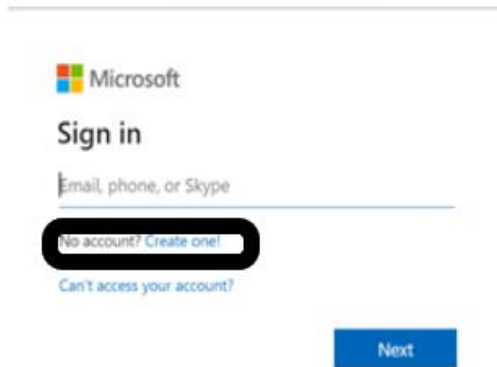 Microsoft
Sign in
Email, phone, or Skype
No account? Create one!
Can't access your account?
Next